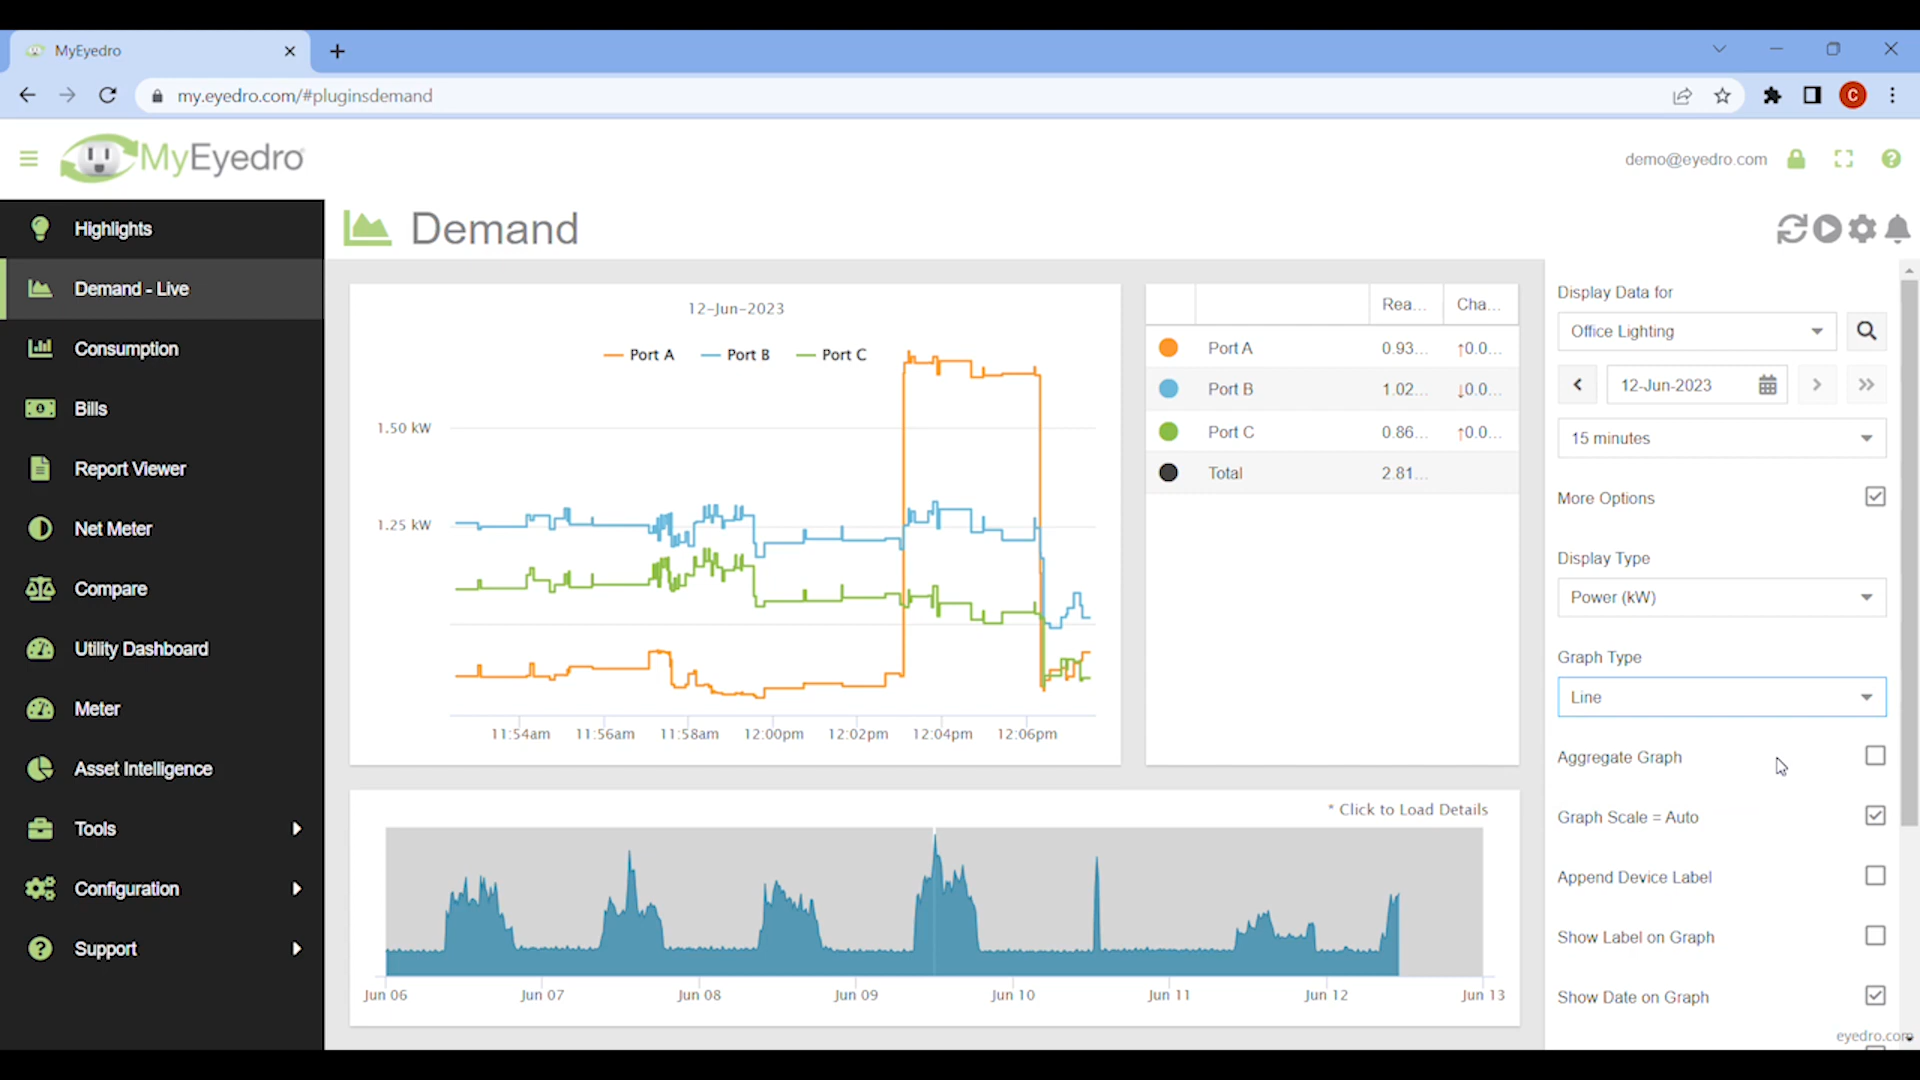 MyEyedro
my.eyedro.com/#pluginsdemand
C
MyEyedro
demo@eyedro.com
Highlights
Demand - Live
Consumption
Bills
Report Viewer
Net Meter
Compare
Utility Dashboard
Meter
Asset Intelligence
Tools
Configuration
Support
Demand
12-Jun-2023
Port A Port B Port C
1.50 kW
1.25 kW
11:54am 11:56am 11:58am 12:00pm 12:02pm 12:04pm 12:06pm
Rea... Cha...
Port A 0.93... ↑0.0...
Port B 1.02... ↓0.0...
Port C 0.86... ↑0.0...
Total 2.81...
* Click to Load Details
Jun 06 Jun 07 Jun 08 Jun 09 Jun 10 Jun 11 Jun 12 Jun 13
Display Data for
Office Lighting
12-Jun-2023
15 minutes
More Options
Display Type
Power (kW)
Graph Type
Line
Aggregate Graph
Graph Scale = Auto
Append Device Label
Show Label on Graph
Show Date on Graph
eyedro.com